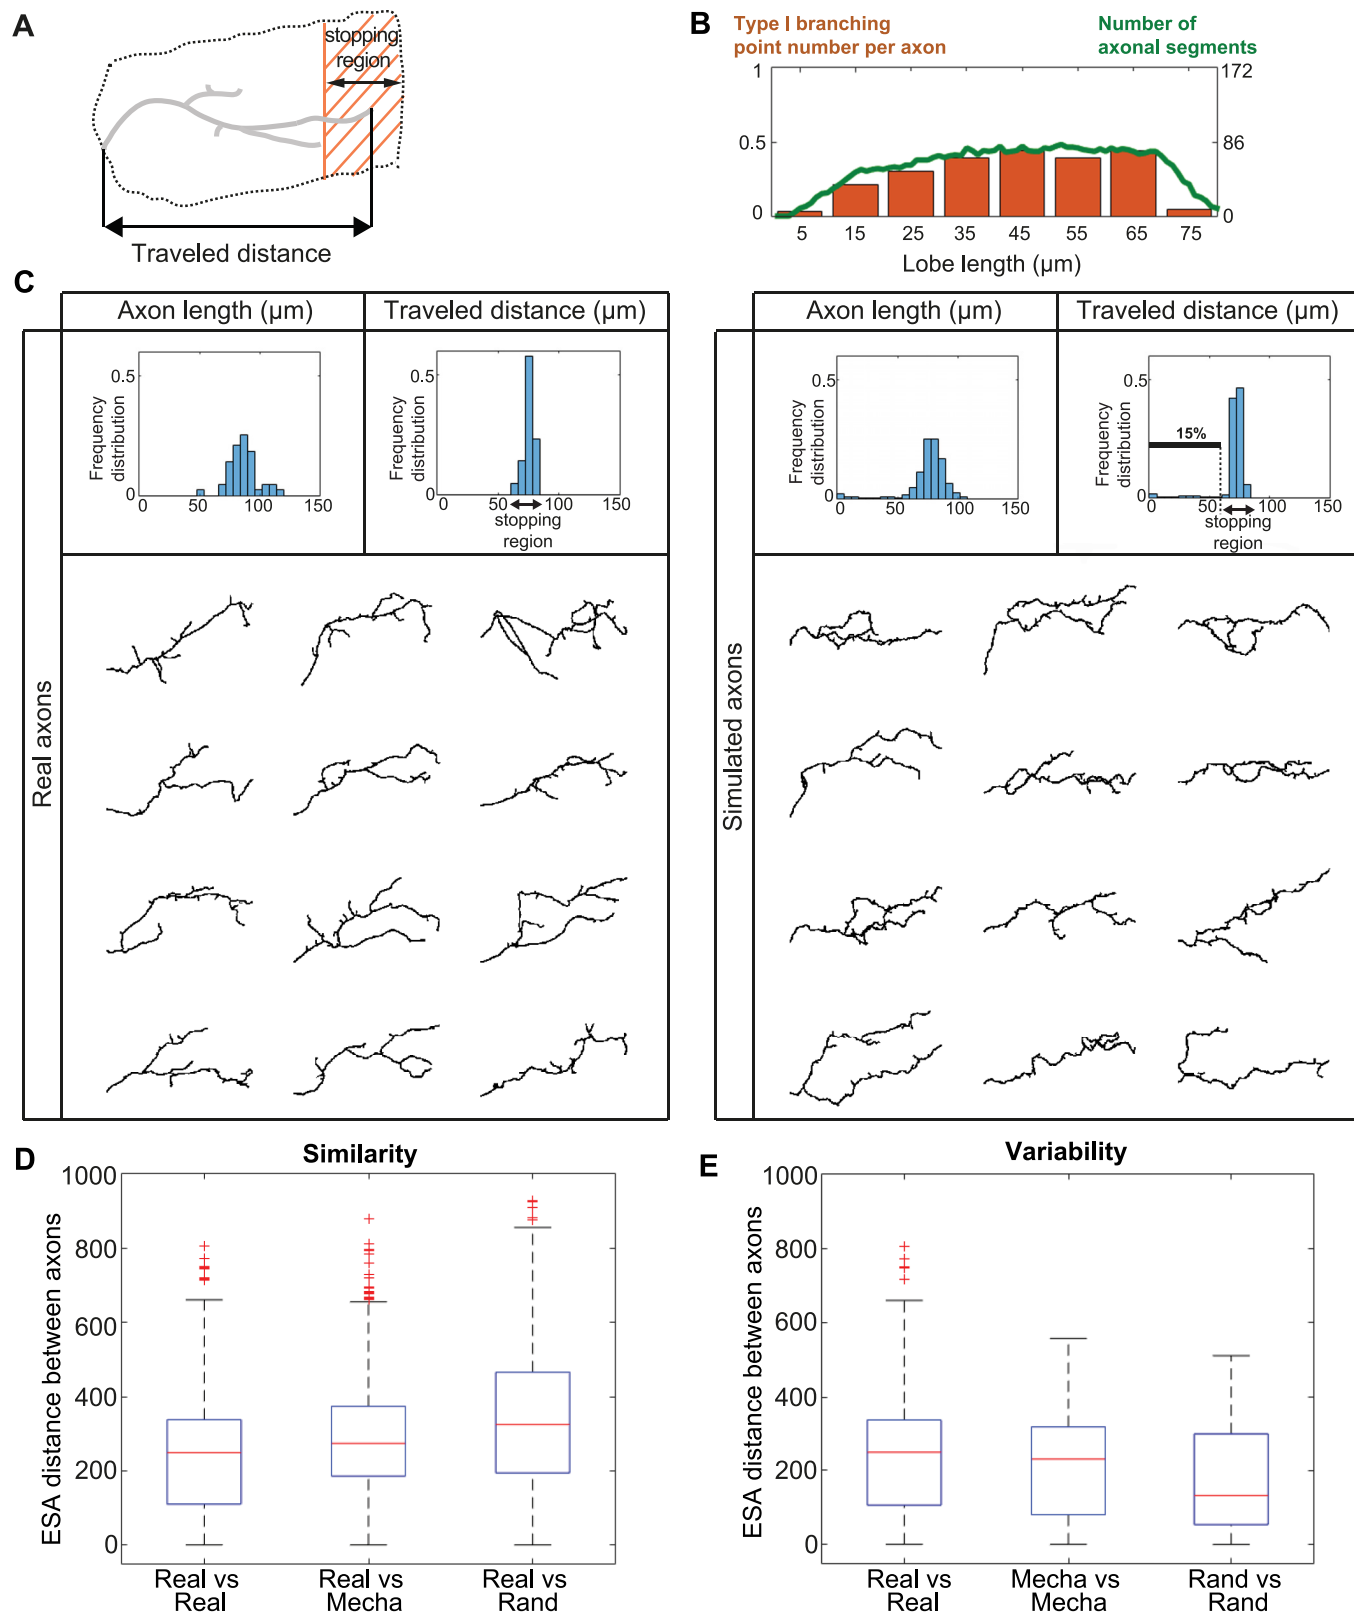 A
stopping
region
Traveled distance
B
Type I branching
point number per axon
Number of
axonal segments
1
0.5
0
172
86
0
5 15 25 35 45 55 65 75
Lobe length (µm)
C
Axon length (µm)
Traveled distance (µm)
Real axons
Frequency
distribution
0.5
0
0 50 100 150
Frequency
distribution
0.5
0
0 50 100 150
stopping
region
Axon length (µm)
Traveled distance (µm)
Simulated axons
Frequency
distribution
0.5
0
0 50 100 150
Frequency
distribution
0.5
0
15%
0 50 100 150
stopping
region
D
Similarity
ESA distance between axons
1000
800
600
400
200
0
Real vs
Real
Real vs
Mecha
Real vs
Rand
E
Variability
ESA distance between axons
1000
800
600
400
200
0
Real vs
Real
Mecha vs
Mecha
Rand vs
Rand